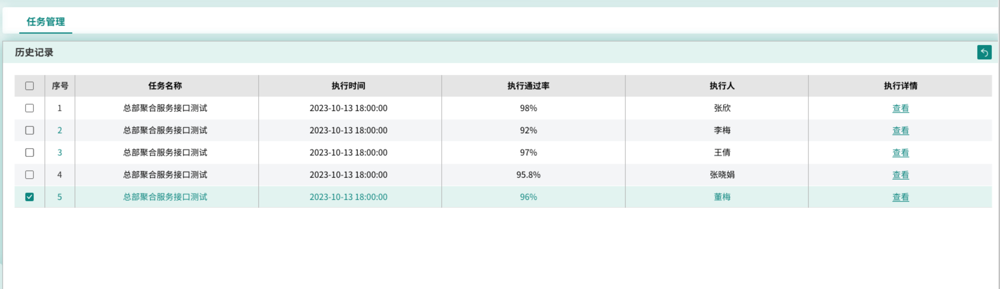 任务管理
历史记录
序号 任务名称 执行时间 执行通过率 执行人 执行详情
1 总部聚合服务接口测试 2023-10-13 18:00:00 98% 张欣 查看
2 总部聚合服务接口测试 2023-10-13 18:00:00 92% 李梅 查看
3 总部聚合服务接口测试 2023-10-13 18:00:00 97% 王倩 查看
4 总部聚合服务接口测试 2023-10-13 18:00:00 95.8% 张晓娟 查看
5 总部聚合服务接口测试 2023-10-13 18:00:00 96% 董梅 查看